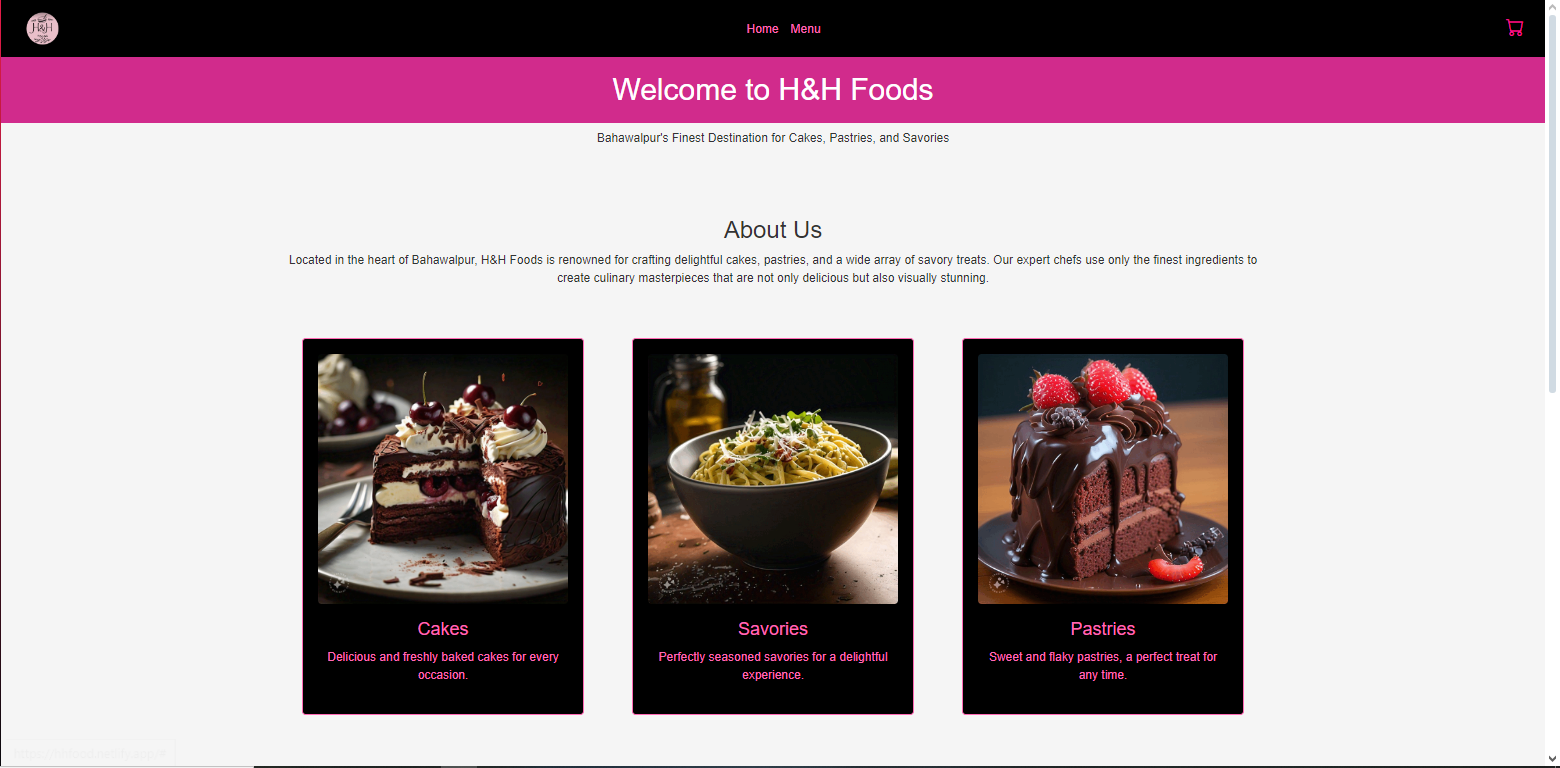 H&H
Home Menu
Welcome to H&H Foods
Bahawalpur's Finest Destination for Cakes, Pastries, and Savories
About Us
Located in the heart of Bahawalpur, H&H Foods is renowned for crafting delightful cakes, pastries, and a wide array of savory treats. Our expert chefs use only the finest ingredients to
create culinary masterpieces that are not only delicious but also visually stunning.
Cakes
Delicious and freshly baked cakes for every
occasion.
Savories
Perfectly seasoned savories for a delightful
experience.
Pastries
Sweet and flaky pastries, a perfect treat for
any time.